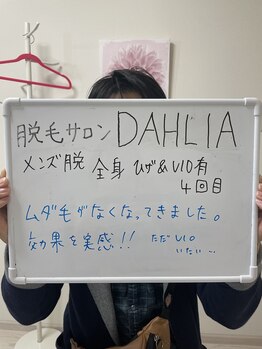 脱毛サロン DAHLIA
メンズ脱 全身 ひげ&VIO有
4回目
ムダ毛がなくなってきました。
効果を実感!! ただVIO
いたい…